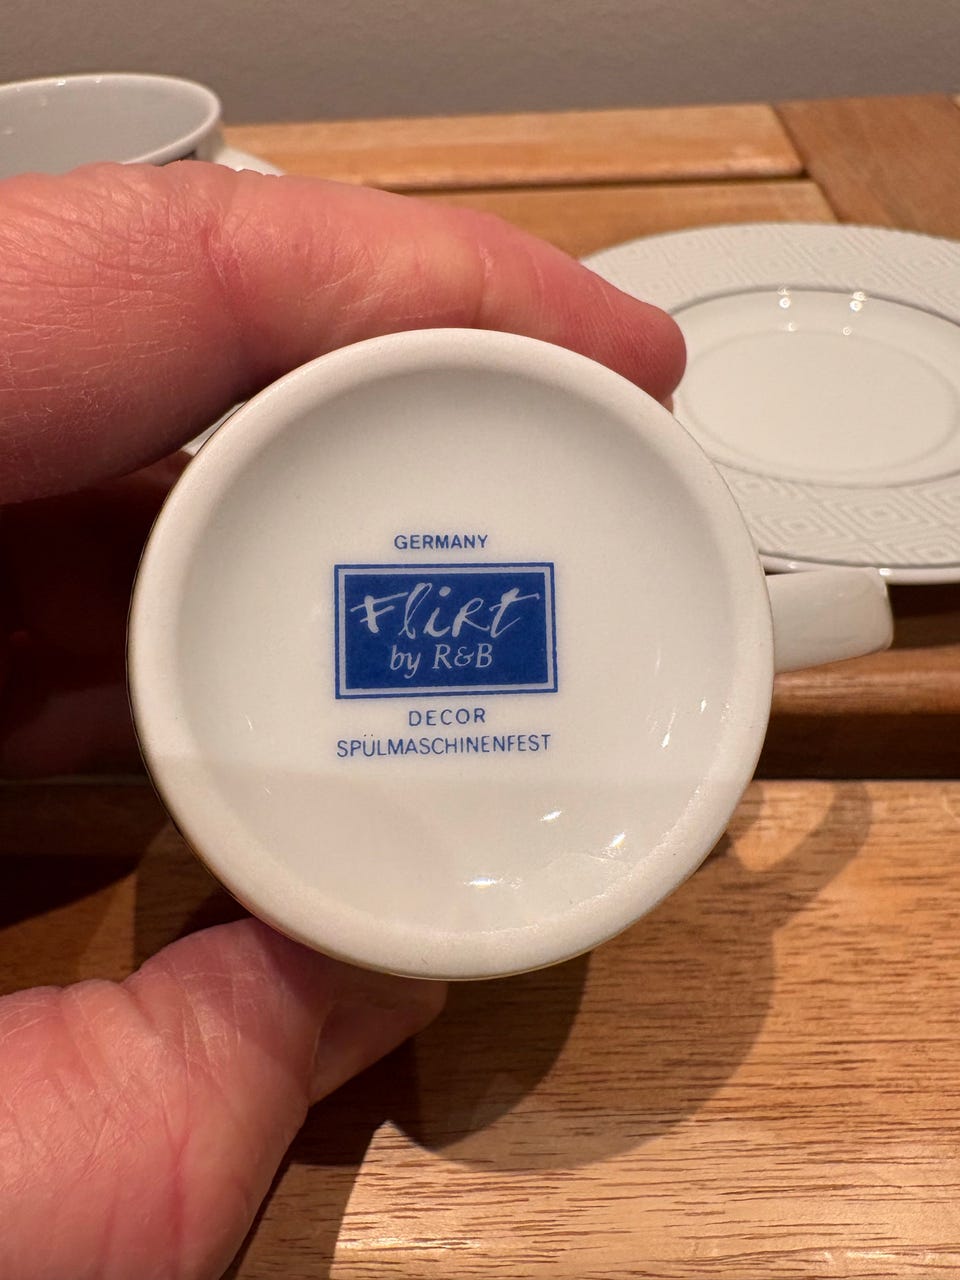 GERMANY
Flirt
by R&B
DECOR
SPÜLMASCHINENFEST